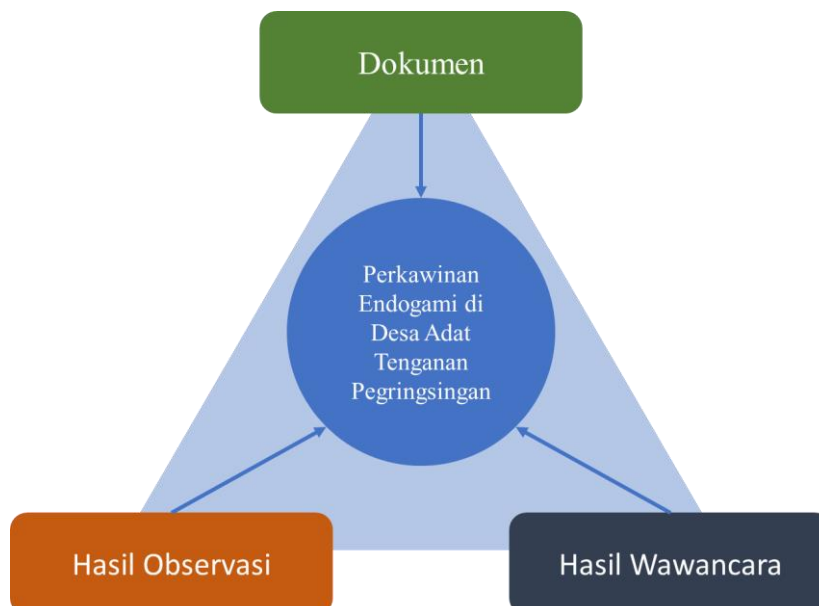 Dokumen
Perkawinan
Endogami di
Desa Adat
Tenganan
Pegringsingan
Hasil Observasi
Hasil Wawancara